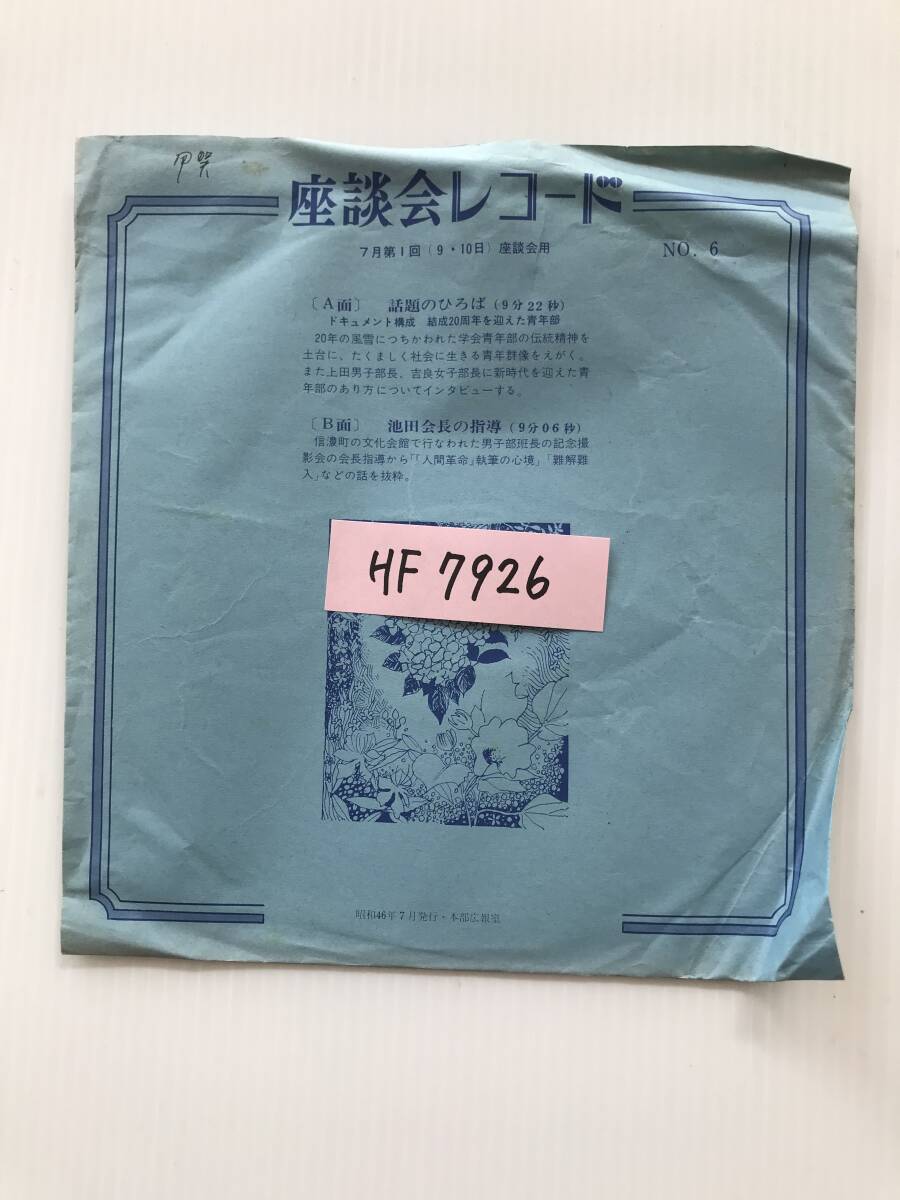 座談会レコード
7月第1回(9・10日)座談会用
NO. 6
〔A面〕 話題のひろば(9分22秒)
ドキュメント構成 結成20周年を迎えた青年部
20年の風雪につちかわれた学会青年部の伝統精神を
土台に、たくましく社会に生きる青年群像をえがく。
また上田男子部長、吉良女子部長に新時代を迎えた青
年部のあり方についてインタビューする。
〔B面〕 池田会長の指導(9分06秒)
信濃町の文化会館で行なわれた男子部班長の記念撮
影会の会長指導から「『人間革命』執筆の心境」「難解難
入」などの話を抜粋。
HF 7926
昭和46年7月発行・本部広報室